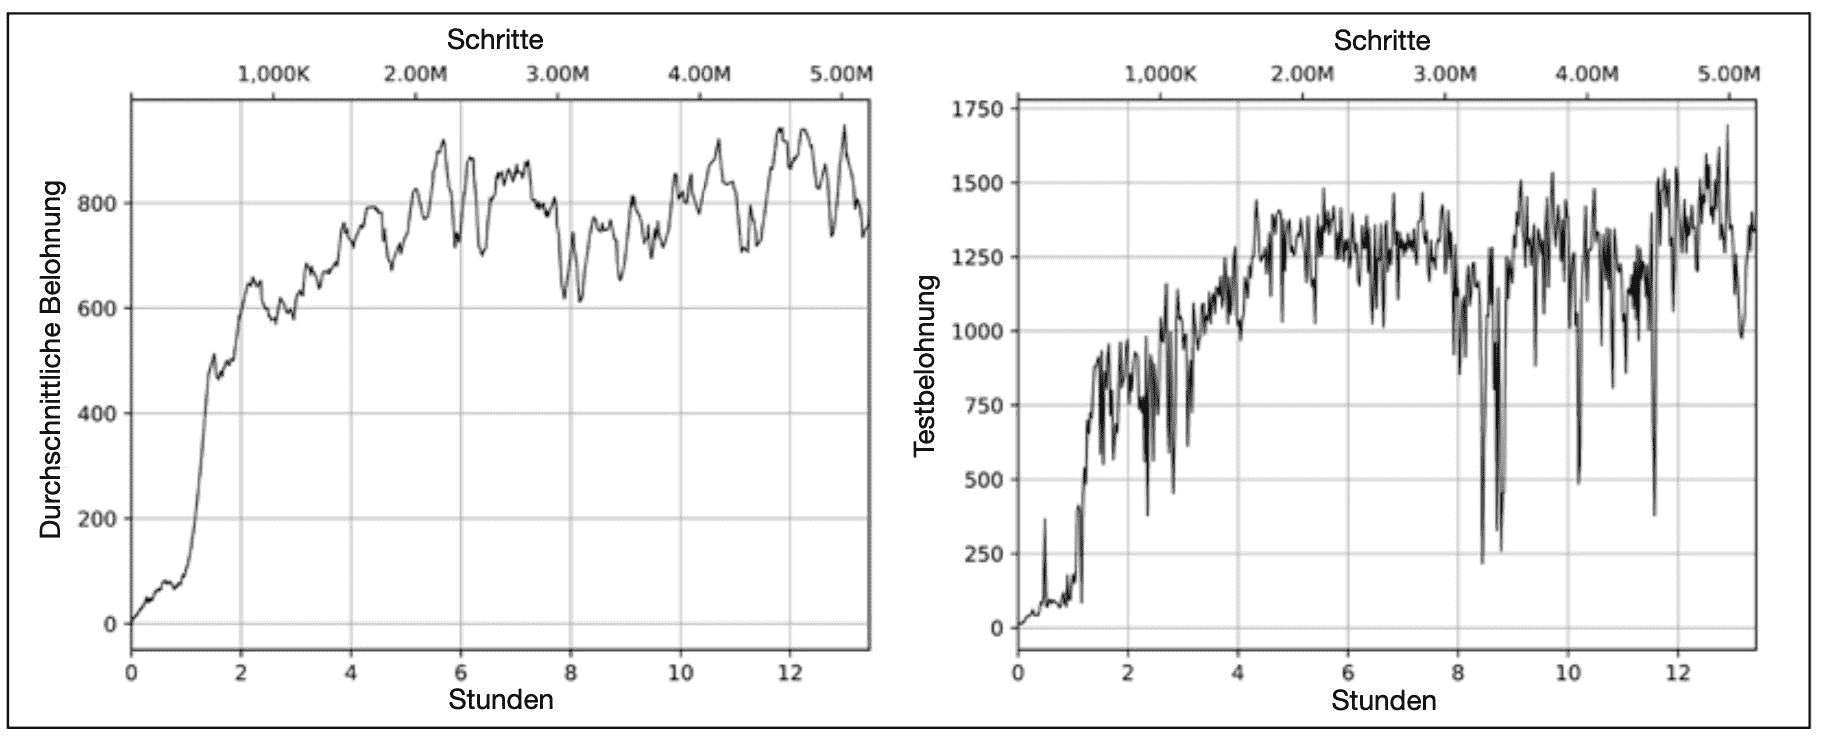 Schritte
1,000K 2.00M 3.00M 4.00M 5.00M
Durchschnittliche Belohnung
800
600
400
200
0
0 2 4 6 8 10 12
Stunden
Schritte
1,000K 2.00M 3.00M 4.00M 5.00M
Testbelohnung
1750
1500
1250
1000
750
500
250
0
0 2 4 6 8 10 12
Stunden